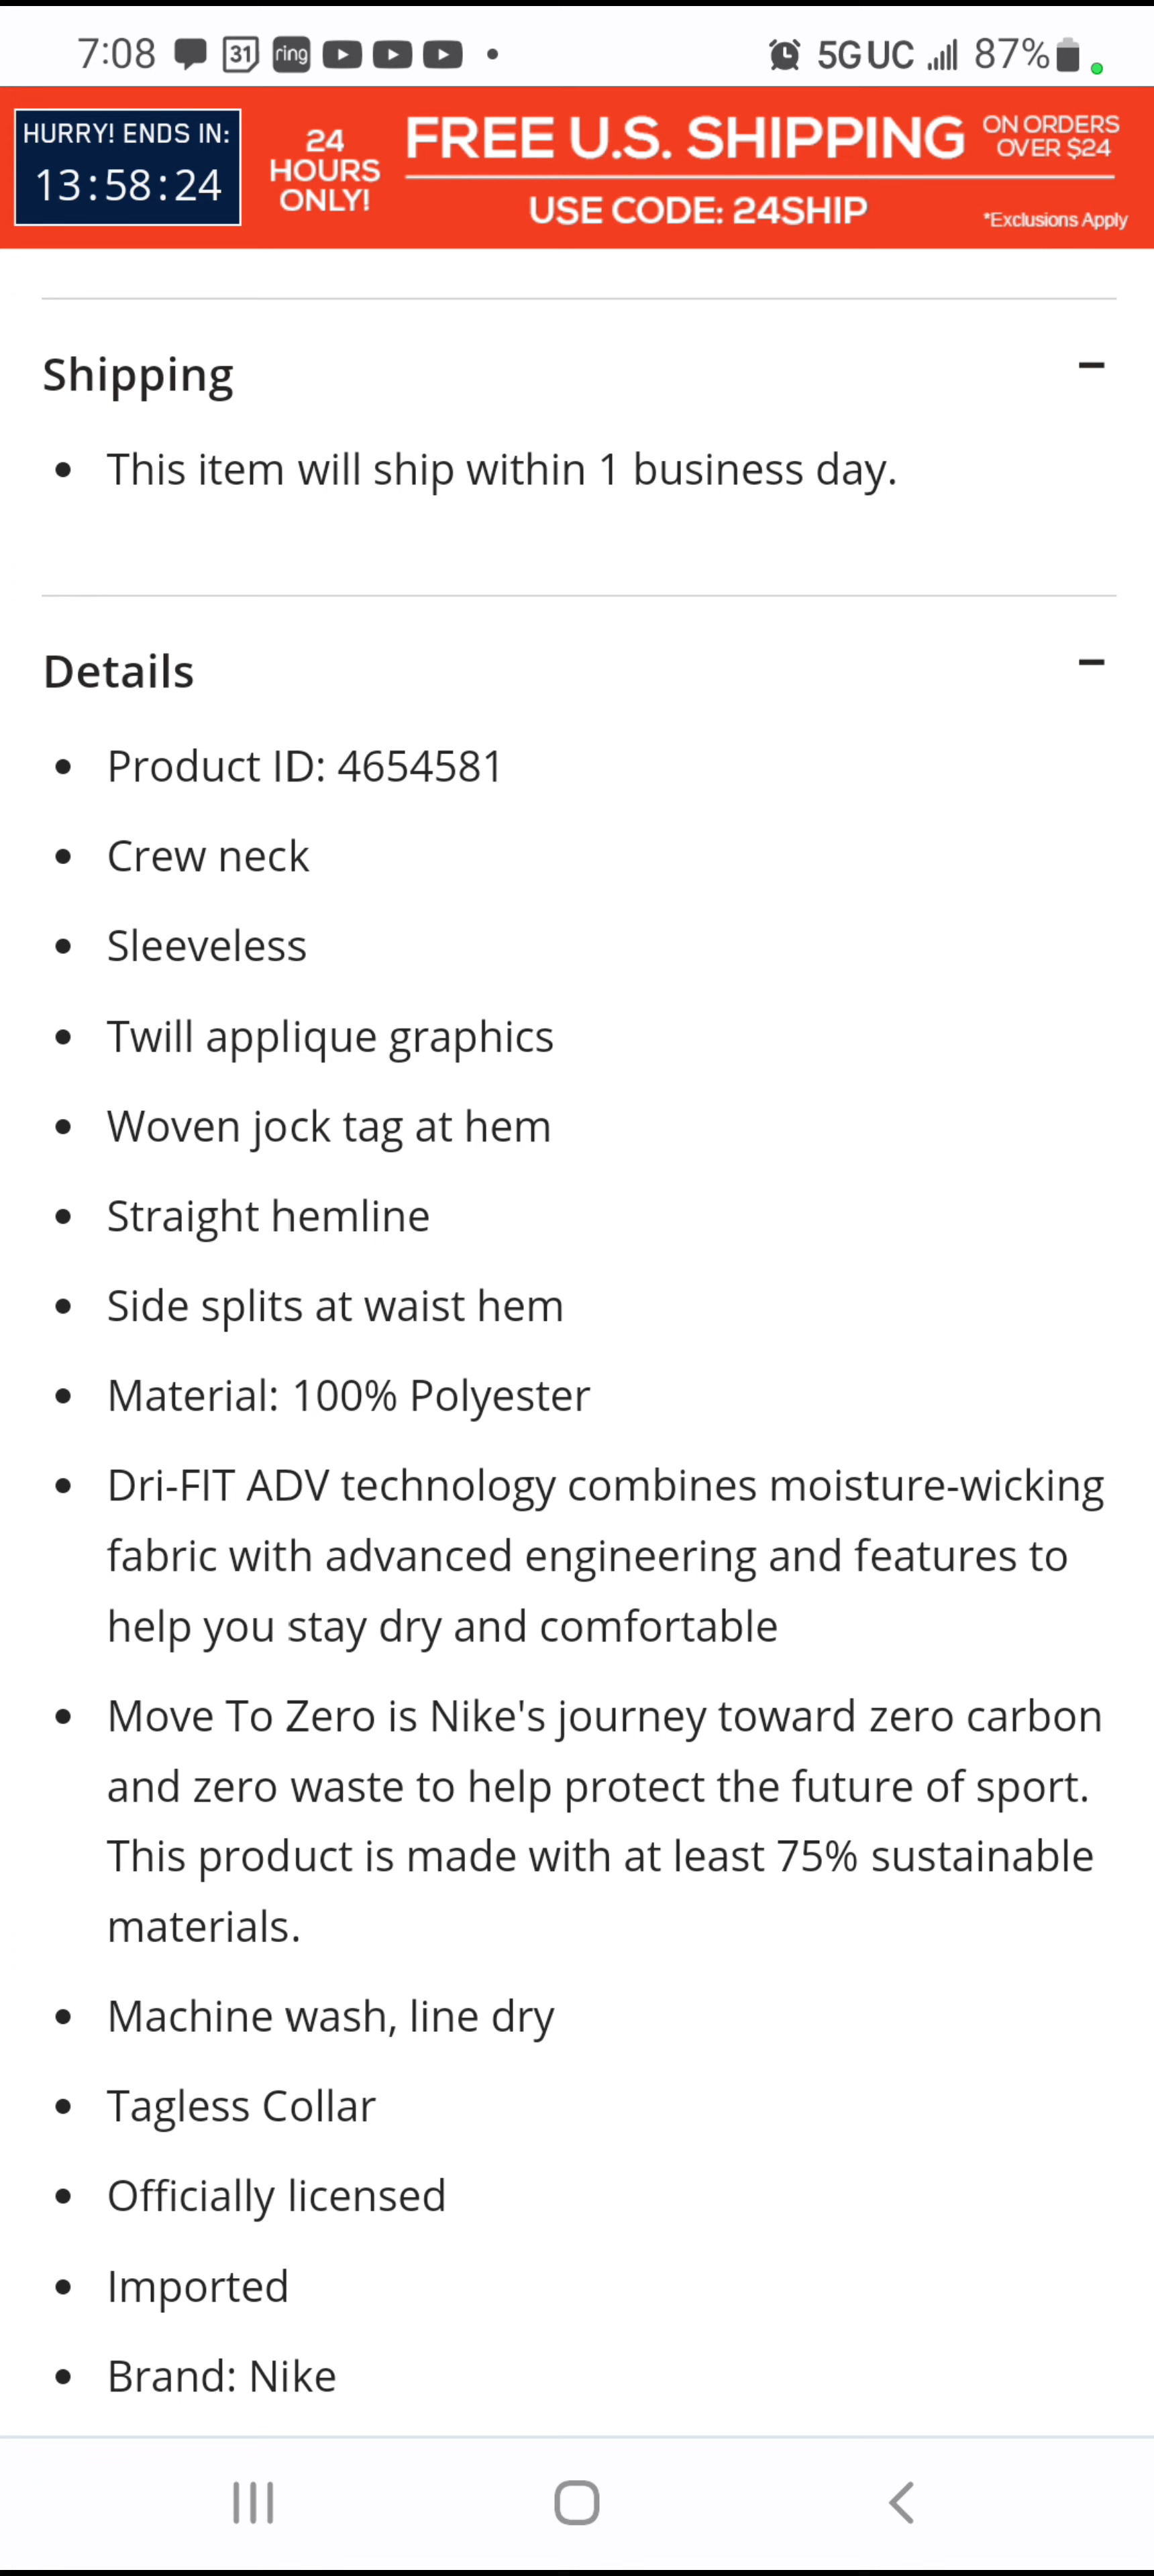 7:08 31 ring 5G UC 87%
HURRY! ENDS IN:
13:58:24
24
HOURS
ONLY!
FREE U.S. SHIPPING
ON ORDERS
OVER $24
USE CODE: 24SHIP
*Exclusions Apply
Shipping −
• This item will ship within 1 business day.
Details −
• Product ID: 4654581
• Crew neck
• Sleeveless
• Twill applique graphics
• Woven jock tag at hem
• Straight hemline
• Side splits at waist hem
• Material: 100% Polyester
• Dri-FIT ADV technology combines moisture-wicking
fabric with advanced engineering and features to
help you stay dry and comfortable
• Move To Zero is Nike's journey toward zero carbon
and zero waste to help protect the future of sport.
This product is made with at least 75% sustainable
materials.
• Machine wash, line dry
• Tagless Collar
• Officially licensed
• Imported
• Brand: Nike